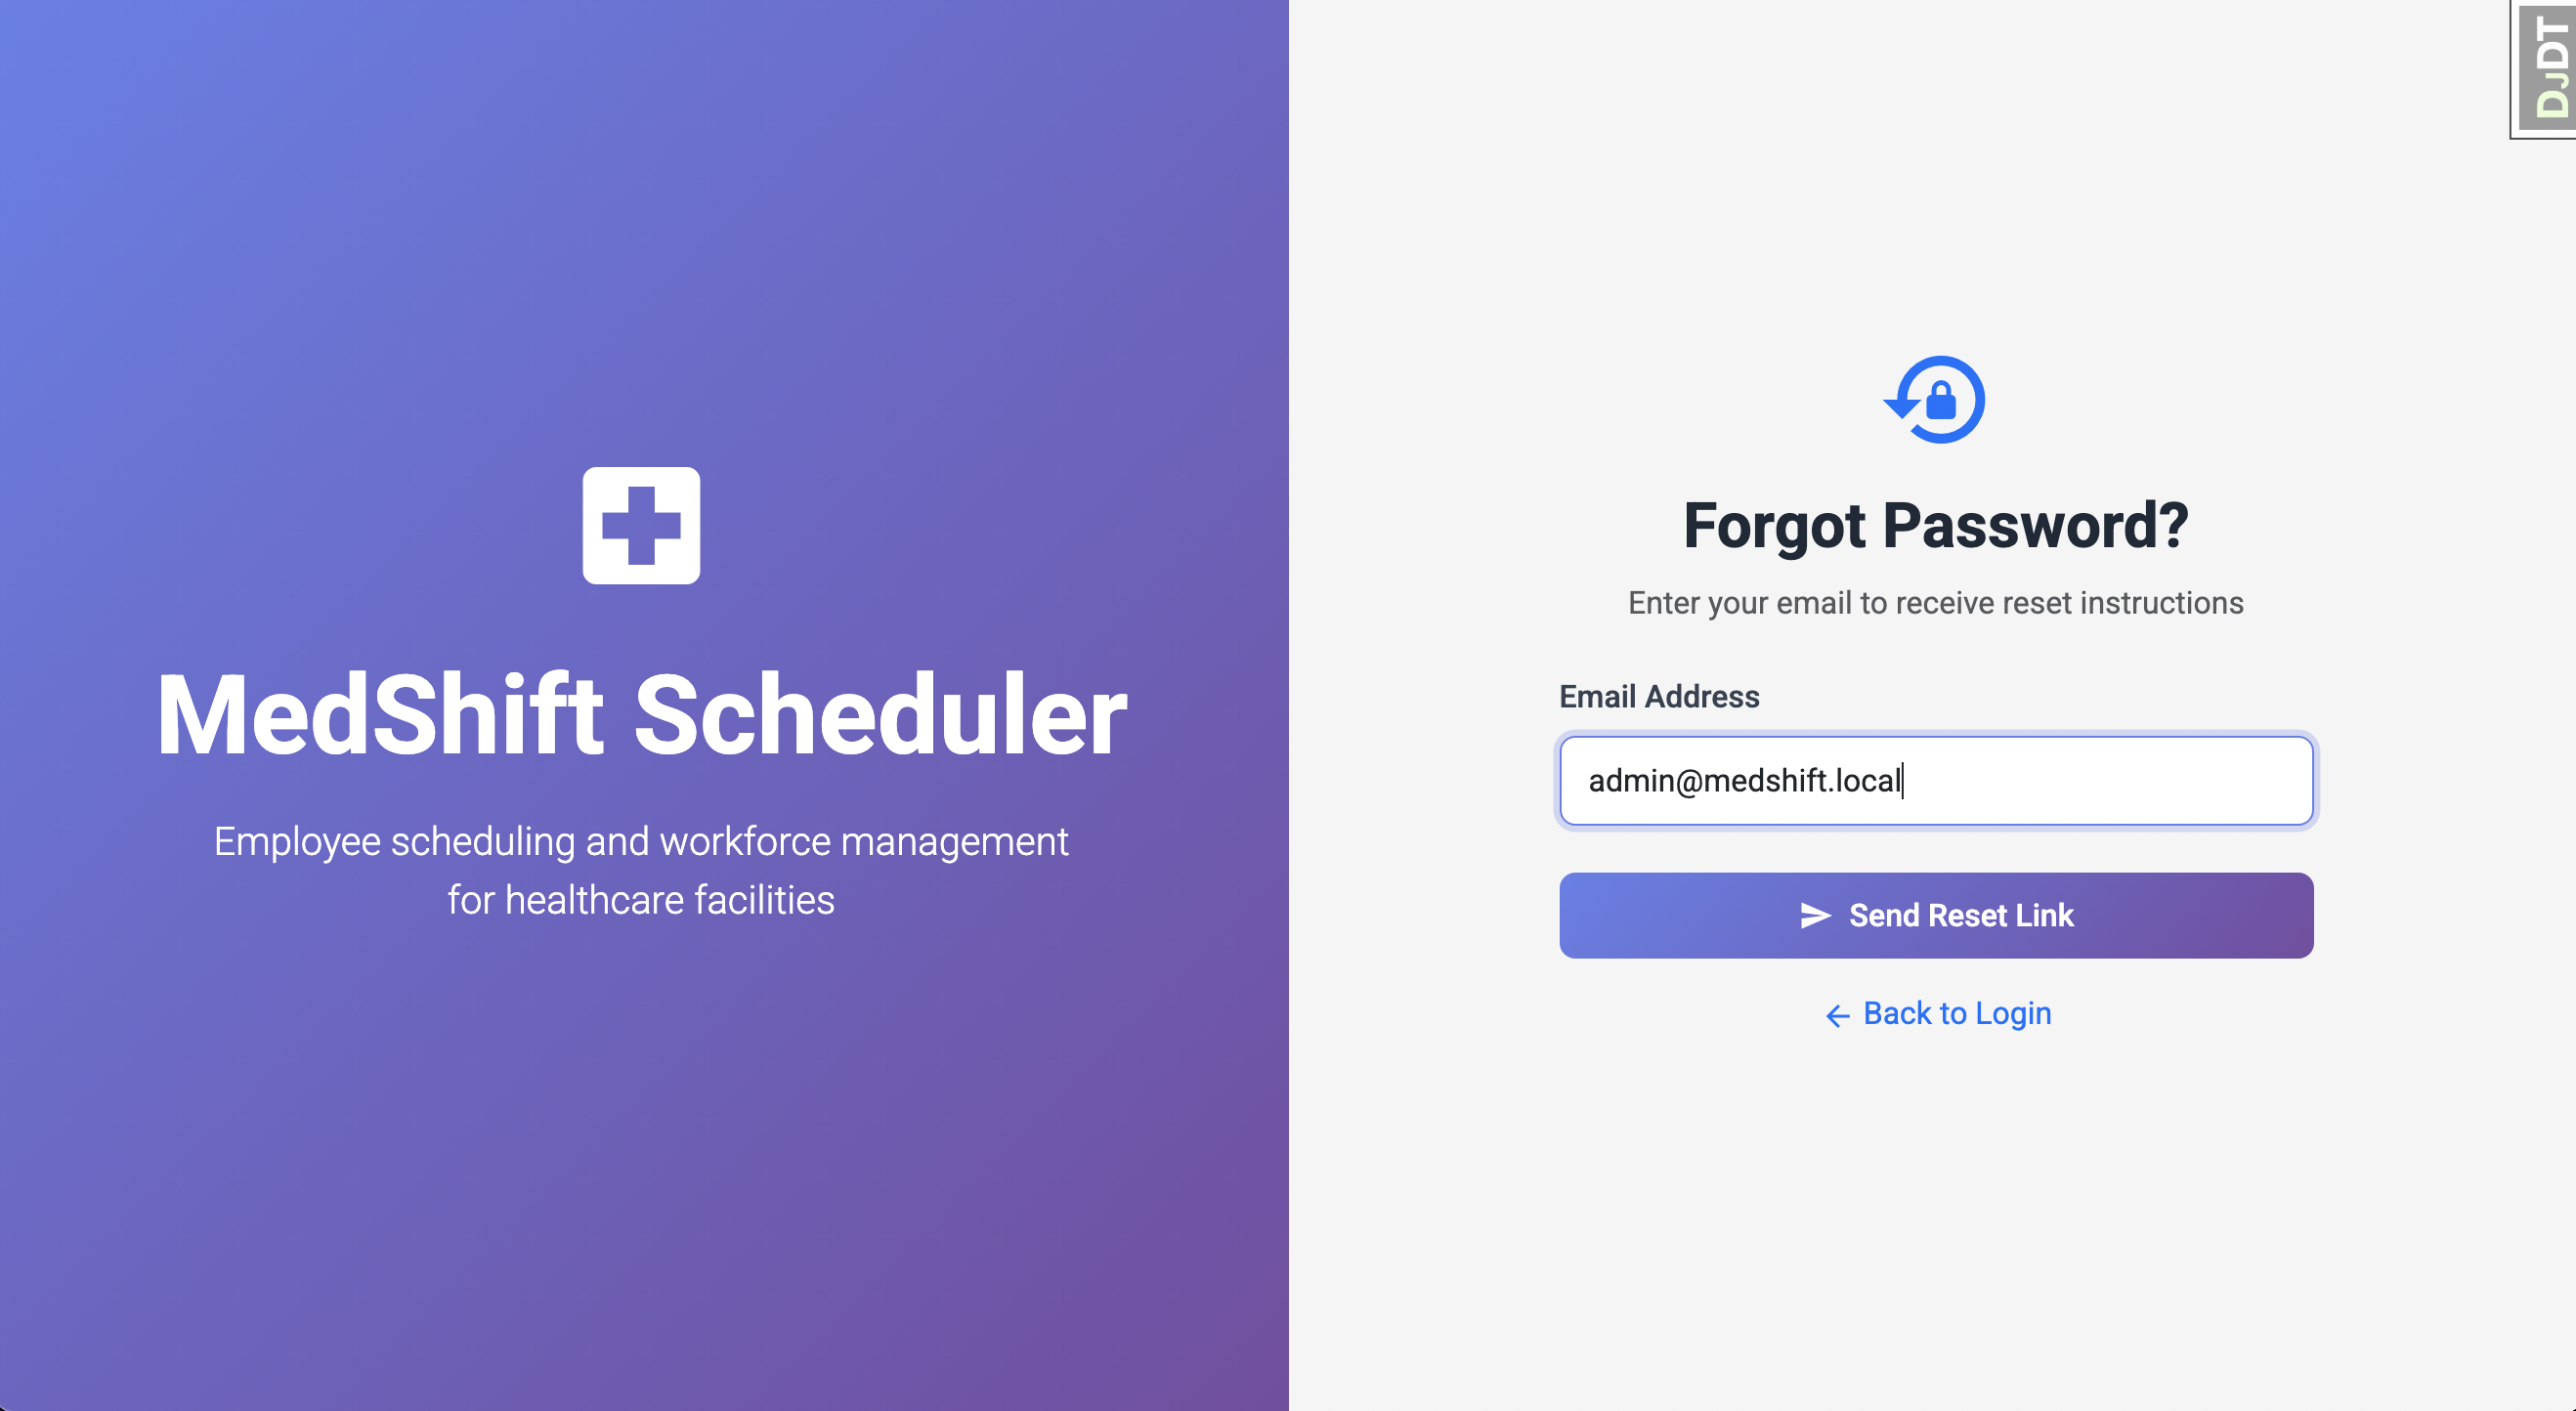 MedShift Scheduler
Employee scheduling and workforce management
for healthcare facilities
DJDT
Forgot Password?
Enter your email to receive reset instructions
Email Address
admin@medshift.local
Send Reset Link
Back to Login